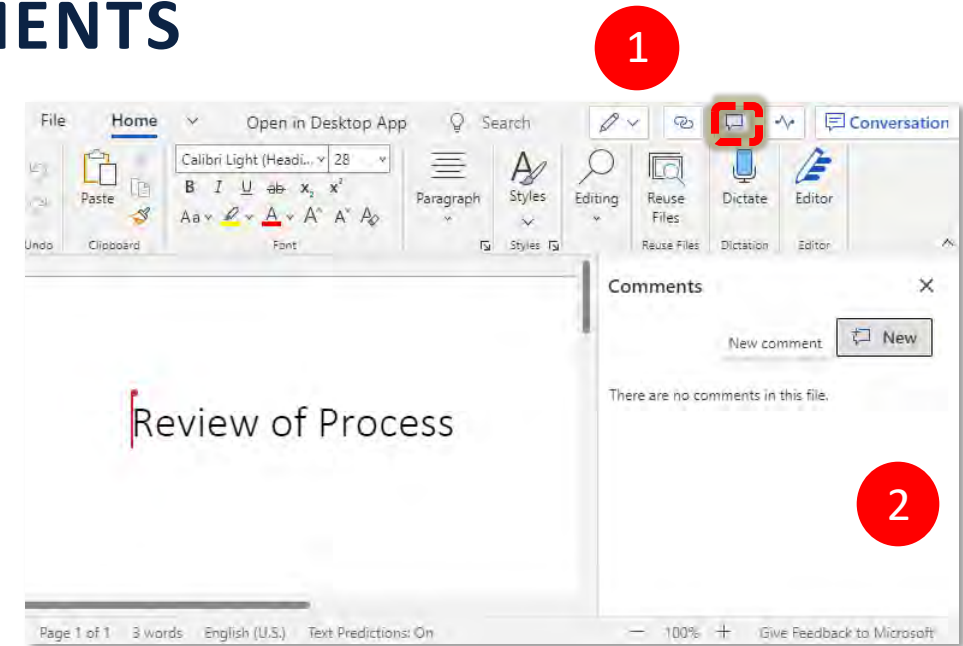 MENTS
1
File Home Open in Desktop App Search Conversation
Calibri Light (Headi... 28
B I U ab x₂ x²
Paste Paragraph Styles Editing Reuse Files Dictate Editor
Aa A A^ A˅ A
Undo Clipboard Font Styles Reuse Files Dictation Editor
Comments
New comment New
There are no comments in this file.
Review of Process
2
Page 1 of 1 3 words English (U.S.) Text Predictions: On 100% Give Feedback to Microsoft